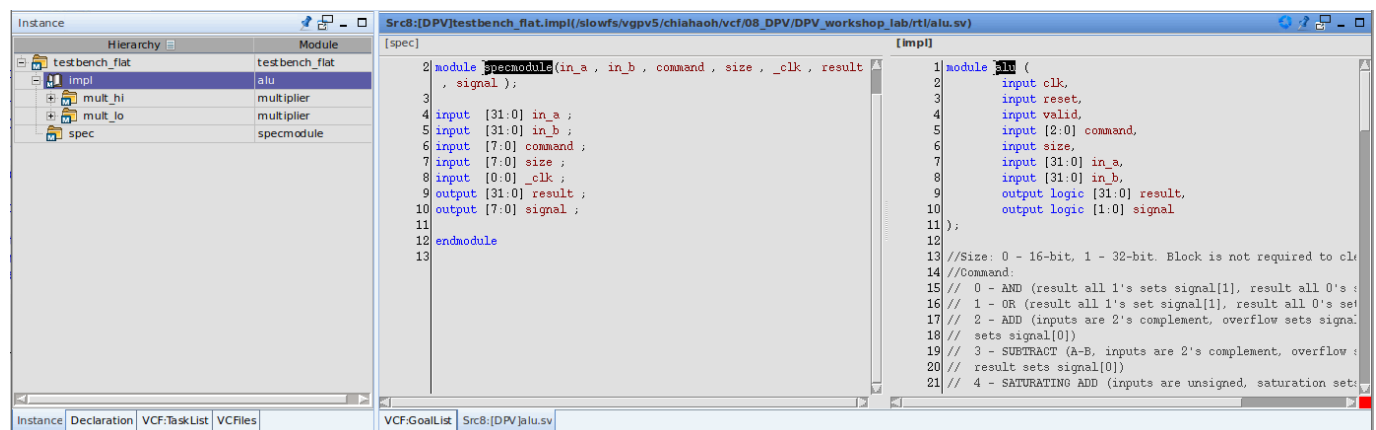 Instance
Hierarchy Module
testbench_flat testbench_flat
impl alu
mult_hi multiplier
mult_lo multiplier
spec specmodule
Instance Declaration VCF:TaskList VCFiles
Src8:[DPV]testbench_flat.impl(/slowfs/vgpv5/chiahaoh/vcf/08_DPV/DPV_workshop_lab/rtl/alu.sv)
[spec]
2 module specmodule(in_a , in_b , command , size , _clk , result
, signal );
3
4 input [31:0] in_a ;
5 input [31:0] in_b ;
6 input [7:0] command ;
7 input [7:0] size ;
8 input [0:0] _clk ;
9 output [31:0] result ;
10 output [7:0] signal ;
11
12 endmodule
13
[impl]
1 module alu (
2 input clk,
3 input reset,
4 input valid,
5 input [2:0] command,
6 input size,
7 input [31:0] in_a,
8 input [31:0] in_b,
9 output logic [31:0] result,
10 output logic [1:0] signal
11 );
12
13 //Size: 0 - 16-bit, 1 - 32-bit. Block is not required to cle
14 //Command:
15 // 0 - AND (result all 1's sets signal[1], result all 0's s
16 // 1 - OR (result all 1's set signal[1], result all 0's set
17 // 2 - ADD (inputs are 2's complement, overflow sets signal
18 // sets signal[0])
19 // 3 - SUBTRACT (A-B, inputs are 2's complement, overflow s
20 // result sets signal[0])
21 // 4 - SATURATING ADD (inputs are unsigned, saturation sets
VCF:GoalList Src8:[DPV]alu.sv